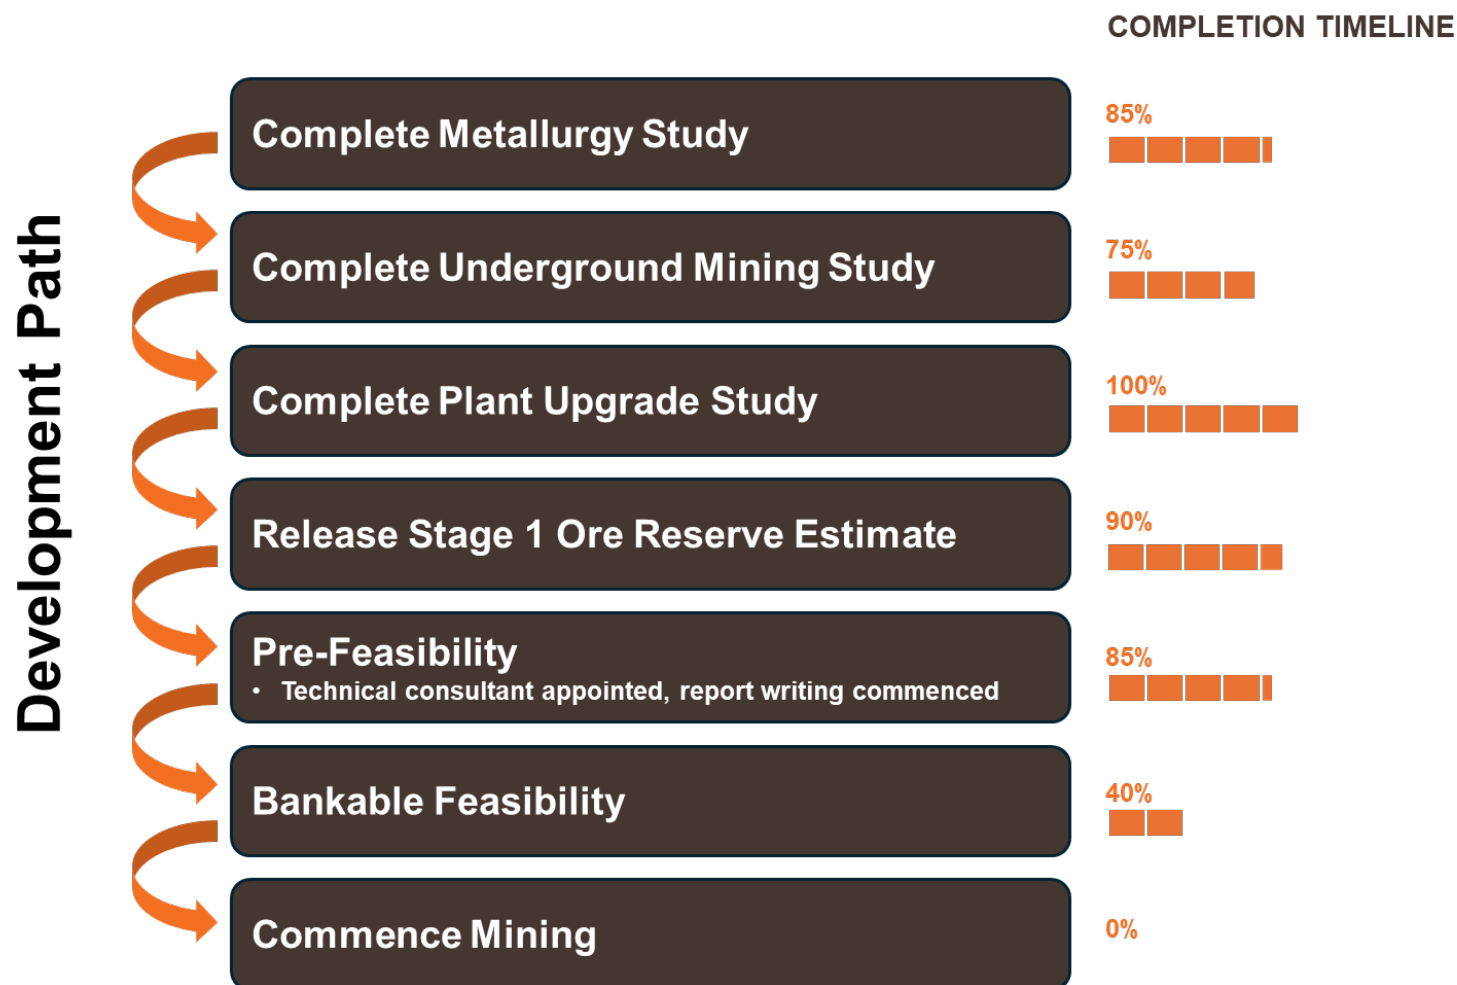 COMPLETION TIMELINE
Development Path
Complete Metallurgy Study
85%
Complete Underground Mining Study
75%
Complete Plant Upgrade Study
100%
Release Stage 1 Ore Reserve Estimate
90%
Pre-Feasibility
• Technical consultant appointed, report writing commenced
85%
Bankable Feasibility
40%
Commence Mining
0%